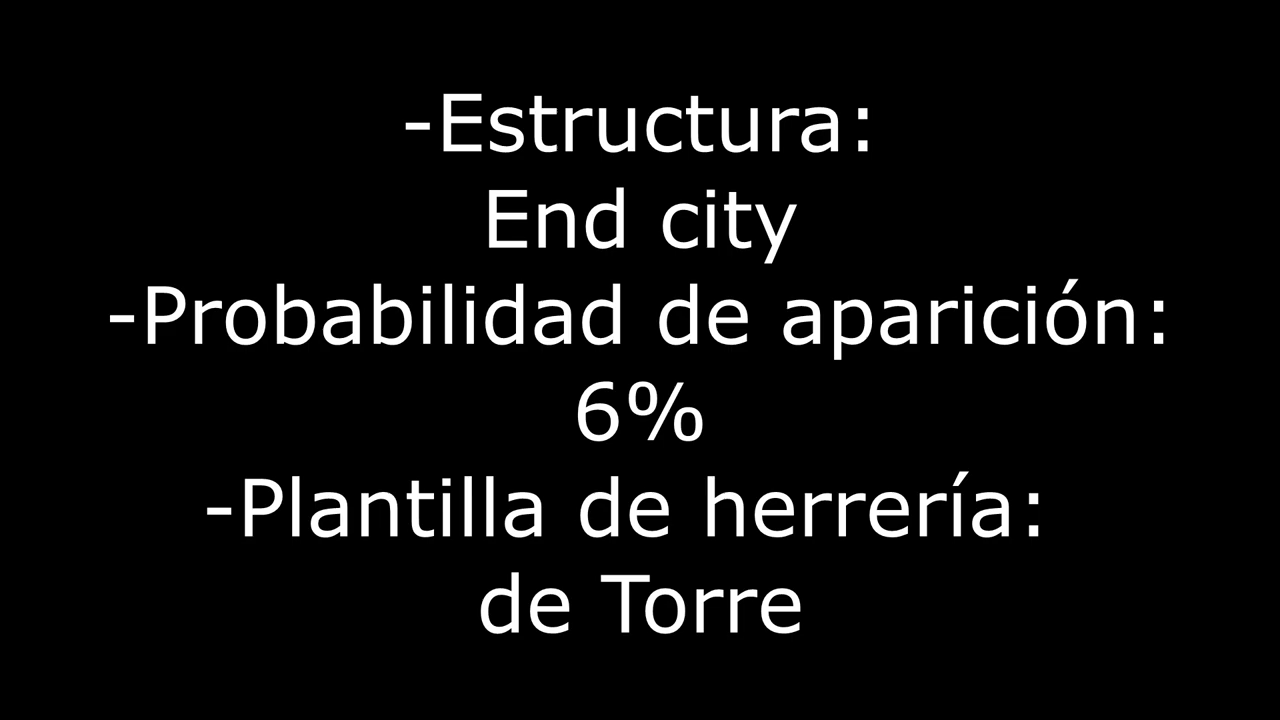 -Estructura:
End city
-Probabilidad de aparición:
6%
-Plantilla de herrería:
de Torre